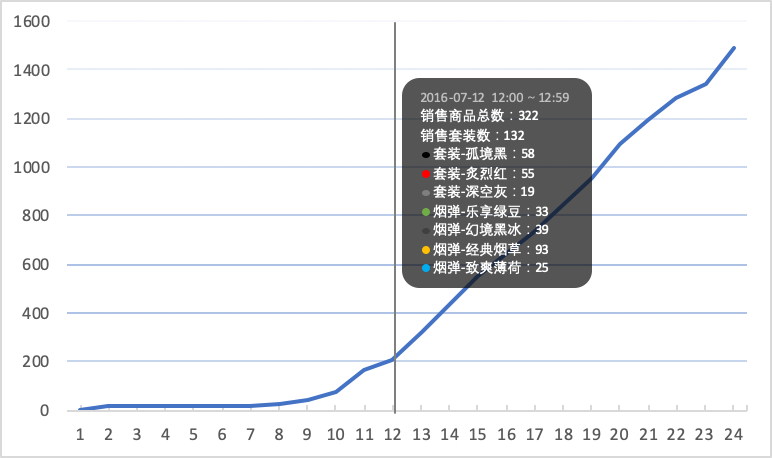 1600
1400
1200
1000
800
600
400
200
0
2016-07-12 12:00 ~ 12:59
销售商品总数：322
销售套装数：132
套装-孤境黑：58
套装-炙烈红：55
套装-深空灰：19
烟弹-乐享绿豆：33
烟弹-幻境黑冰：39
烟弹-经典烟草：93
烟弹-致爽薄荷：25
1 2 3 4 5 6 7 8 9 10 11 12 13 14 15 16 17 18 19 20 21 22 23 24